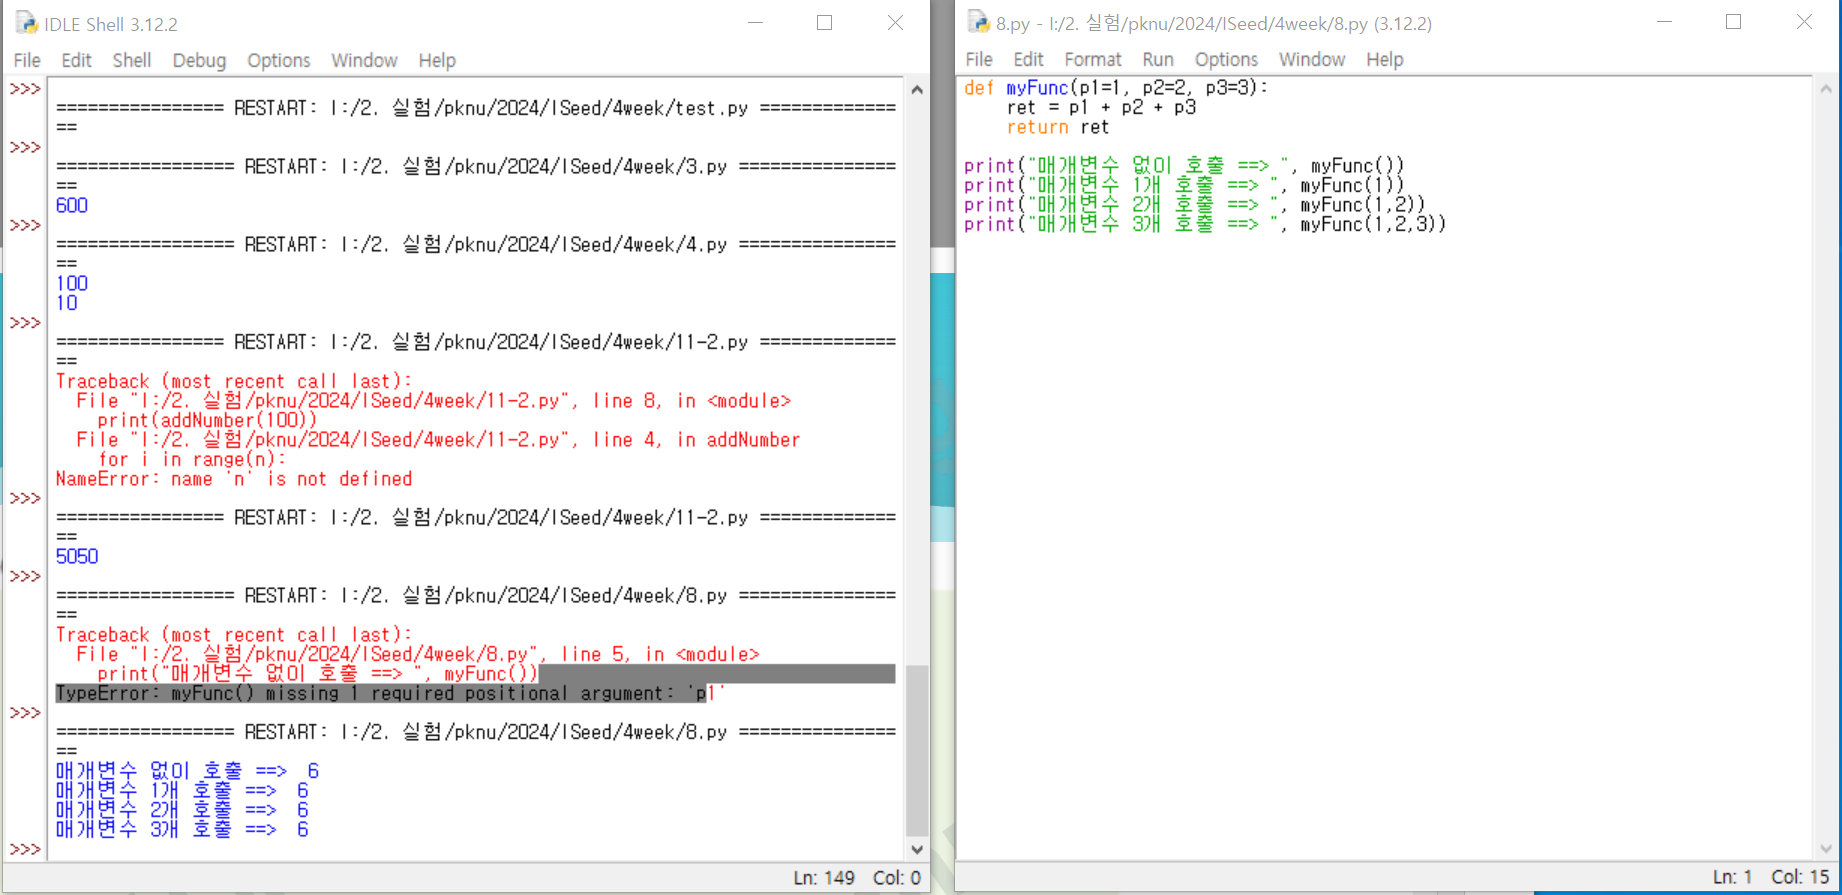 IDLE Shell 3.12.2
File Edit Shell Debug Options Window Help
>>>
================ RESTART: I:/2. 실험/pknu/2024/ISeed/4week/test.py =============
==
>>>
================= RESTART: I:/2. 실험/pknu/2024/ISeed/4week/3.py ===============
==
600
>>>
================= RESTART: I:/2. 실험/pknu/2024/ISeed/4week/4.py ===============
==
100
10
>>>
================ RESTART: I:/2. 실험/pknu/2024/ISeed/4week/11-2.py =============
==
Traceback (most recent call last):
  File "I:/2. 실험/pknu/2024/ISeed/4week/11-2.py", line 8, in <module>
    print(addNumber(100))
  File "I:/2. 실험/pknu/2024/ISeed/4week/11-2.py", line 4, in addNumber
    for i in range(n):
NameError: name 'n' is not defined
>>>
================ RESTART: I:/2. 실험/pknu/2024/ISeed/4week/11-2.py =============
==
5050
>>>
================= RESTART: I:/2. 실험/pknu/2024/ISeed/4week/8.py ===============
==
Traceback (most recent call last):
  File "I:/2. 실험/pknu/2024/ISeed/4week/8.py", line 5, in <module>
    print("매개변수 없이 호출 ==> ", myFunc())
TypeError: myFunc() missing 1 required positional argument: 'p1'
>>>
================= RESTART: I:/2. 실험/pknu/2024/ISeed/4week/8.py ===============
==
매개변수 없이 호출 ==>  6
매개변수 1개 호출 ==>  6
매개변수 2개 호출 ==>  6
매개변수 3개 호출 ==>  6
>>>
Ln: 149 Col: 0
8.py - I:/2. 실험/pknu/2024/ISeed/4week/8.py (3.12.2)
File Edit Format Run Options Window Help
def myFunc(p1=1, p2=2, p3=3):
    ret = p1 + p2 + p3
    return ret
print("매개변수 없이 호출 ==> ", myFunc())
print("매개변수 1개 호출 ==> ", myFunc(1))
print("매개변수 2개 호출 ==> ", myFunc(1,2))
print("매개변수 3개 호출 ==> ", myFunc(1,2,3))
Ln: 1 Col: 15